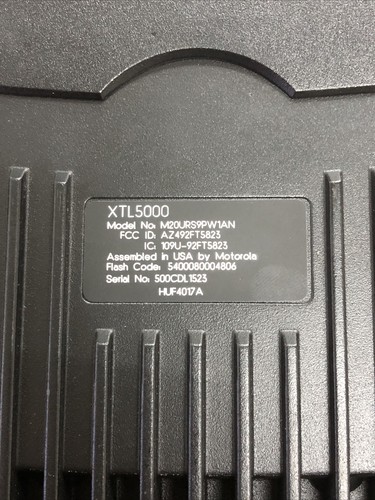 XTL5000
Model No: M20URS9PW1AN
FCC ID: AZ492FT5823
IC: 109U-92FT5823
Assembled in USA by Motorola
Flash Code: 5400080004806
Serial No: 500CDL1523
HUF4017A